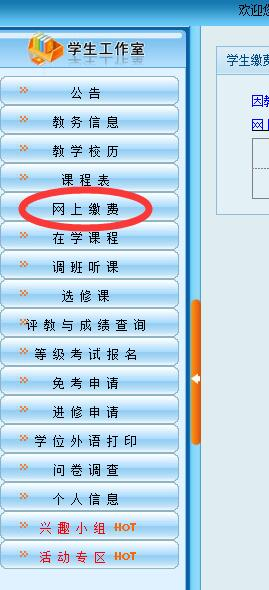 欢迎
学生工作室
学生缴费
公告
因教
教务信息
网上
教学校历
课程表
网上缴费
在学课程
调班听课
选修课
评教与成绩查询
等级考试报名
免考申请
进修申请
学位外语打印
问卷调查
个人信息
兴趣小组 HOT
活动专区 HOT